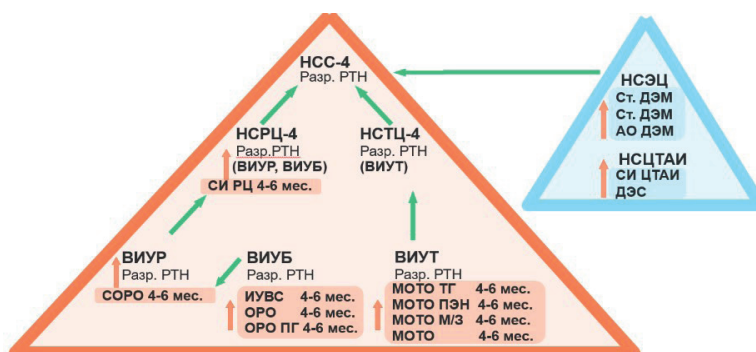 НСС-4
Разр. РТН
НСРЦ-4
Разр.РТН
(ВИУР, ВИУБ)
СИ РЦ 4-6 мес.
НСТЦ-4
Разр. РТН
(ВИУТ)
ВИУР
Разр. РТН
СОРО 4-6 мес.
ВИУБ
Разр. РТН
ИУВС 4-6 мес.
ОРО 4-6 мес.
ОРО ПГ 4-6 мес.
ВИУТ
Разр. РТН
МОТО ТГ 4-6 мес.
МОТО ПЭН 4-6 мес.
МОТО М/З 4-6 мес.
МОТО 4-6 мес.
НСЭЦ
Ст. ДЭМ
Ст. ДЭМ
АО ДЭМ
НСЦТАИ
СИ ЦТАИ
ДЭС